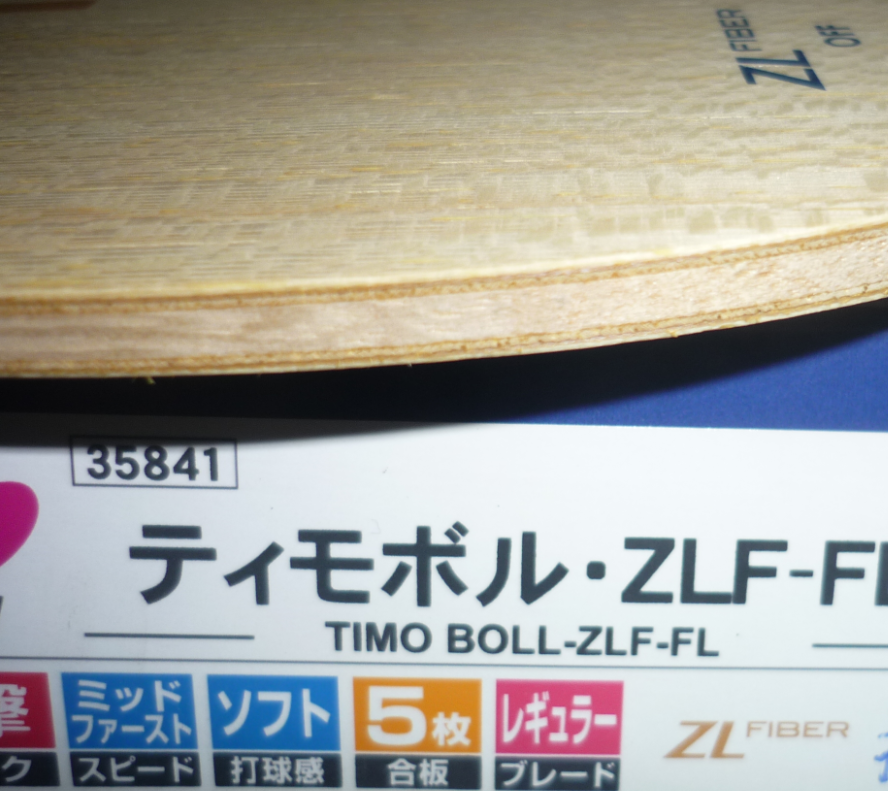 ZL FIBER
OFF
35841
ティモボル・ZLF-F
TIMO BOLL-ZLF-FL
撃 ミッド ファースト ソフト 5枚 レギュラー
ク スピード 打球感 合板 ブレード
ZL FIBER